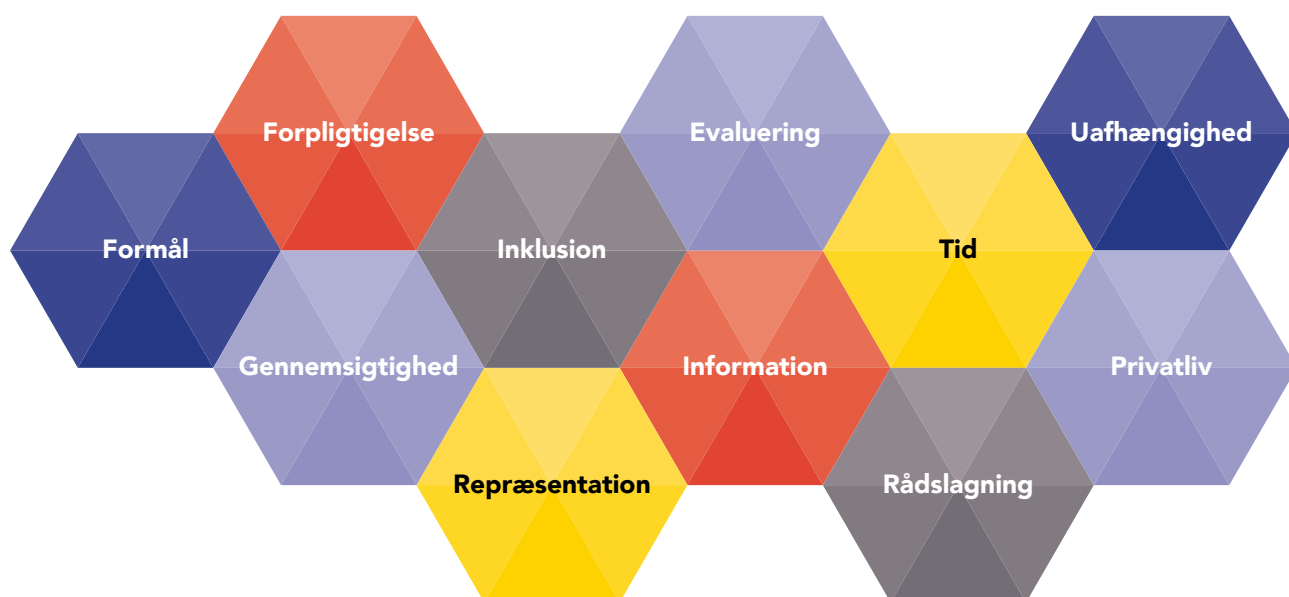 Forpligtigelse
Evaluering
Uafhængighed
Formål
Inklusion
Tid
Gennemsigtighed
Information
Privatliv
Repræsentation
Rådslagning